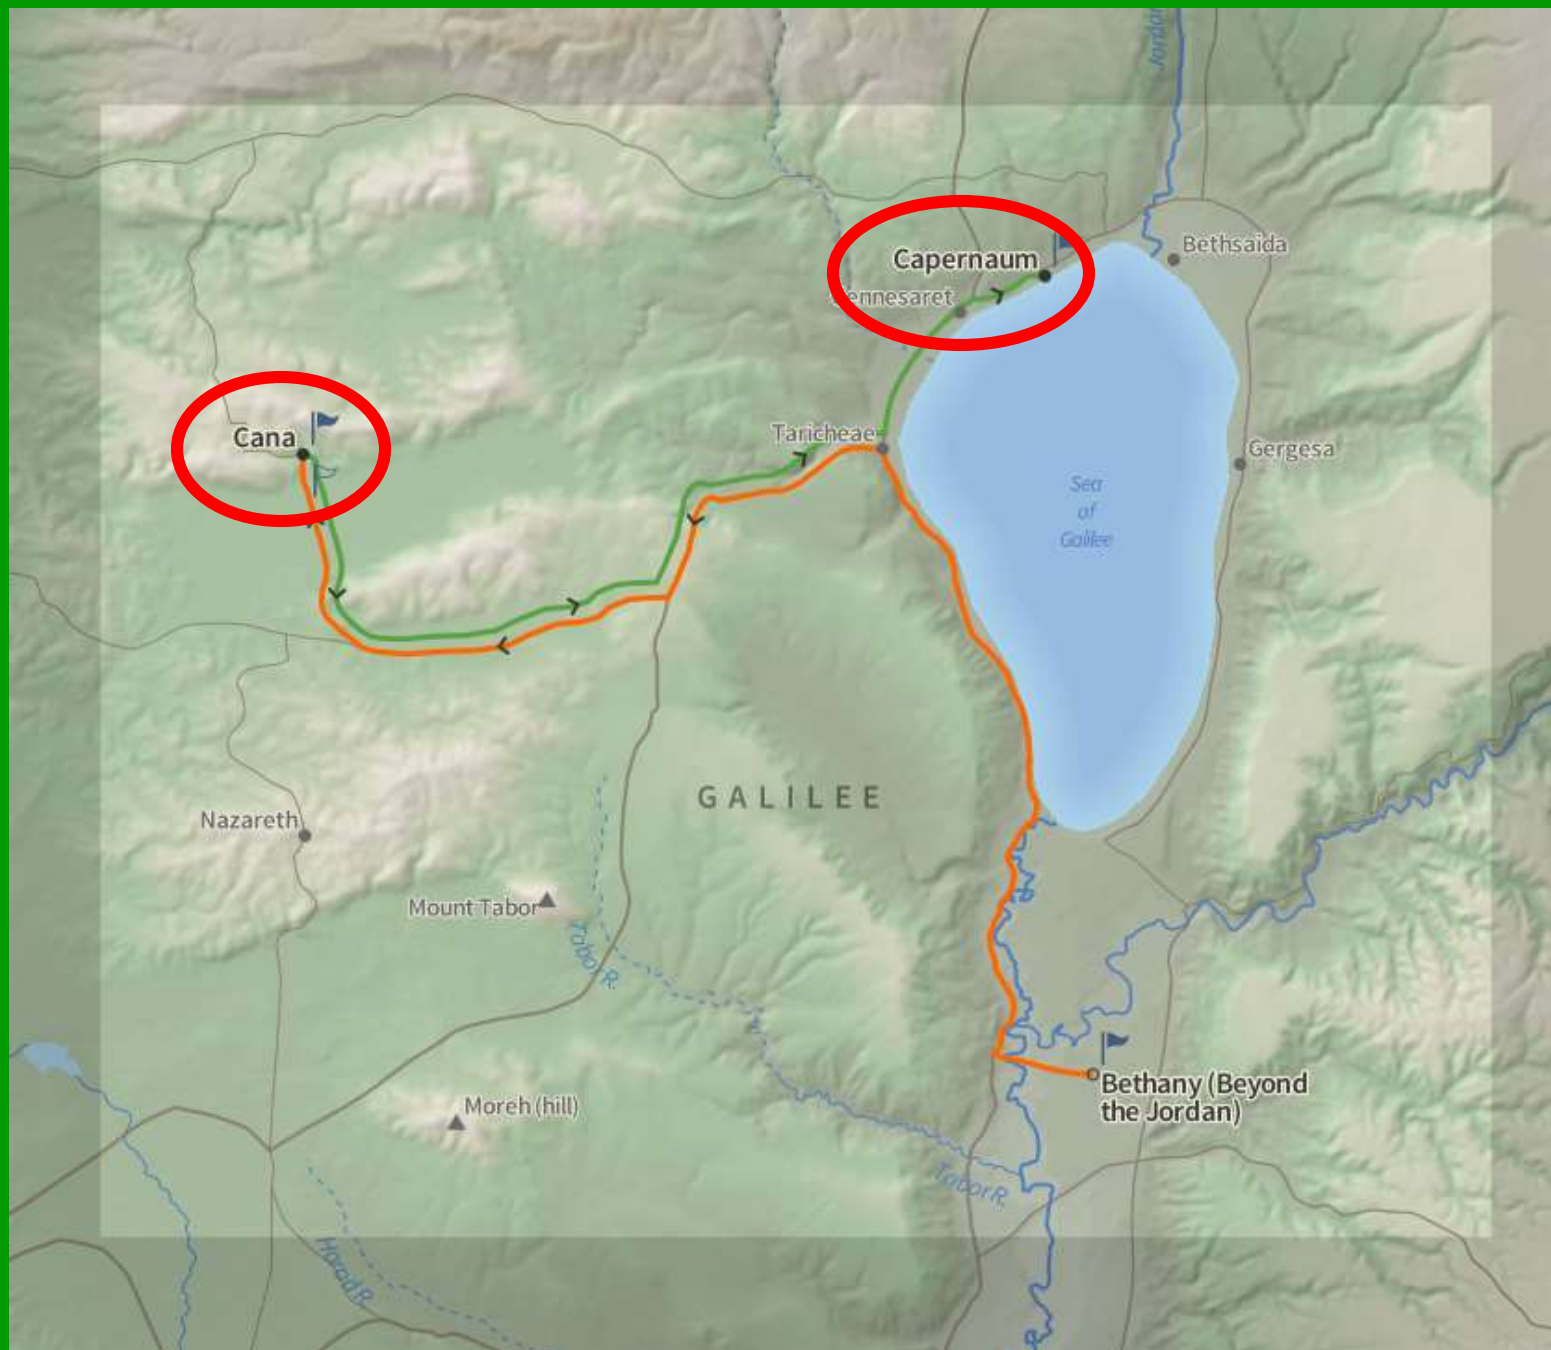 Jordan
Bethsaida
Capernaum
ennesaret
Cana
Taricheae
Gergesa
Sea
of
Galilee
GALILEE
Nazareth
Mount Tabor
Tabor R.
Bethany (Beyond
the Jordan)
Moreh (hill)
Tabor R.
Harod R.